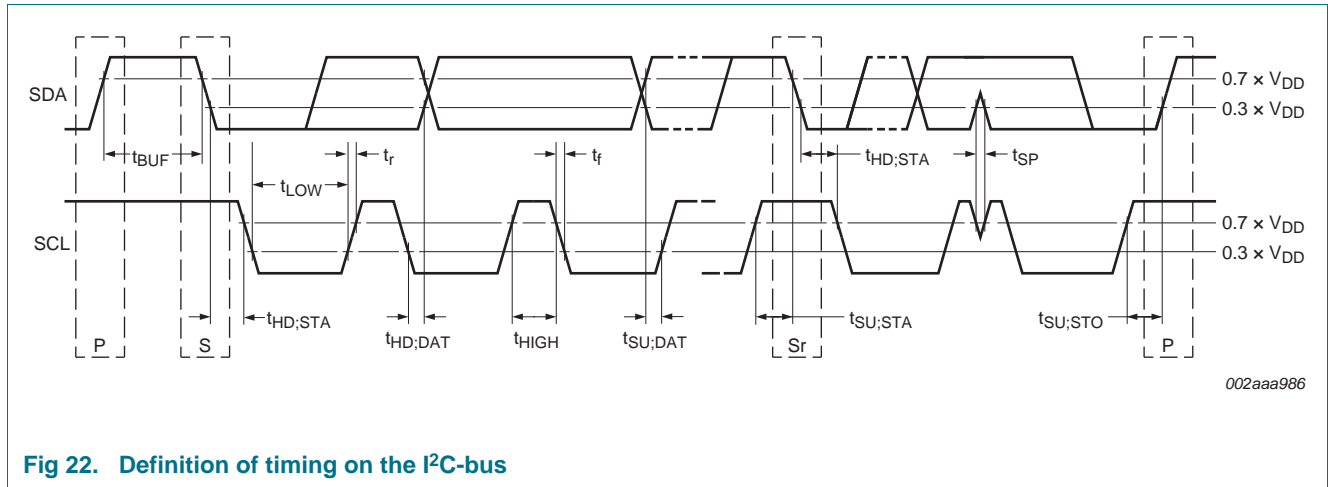 SDA
0.7 × VDD
0.3 × VDD
tBUF
tLOW
tr
tf
tHD;STA
tSP
SCL
0.7 × VDD
0.3 × VDD
tHD;STA
tHD;DAT
tHIGH
tSU;DAT
tSU;STA
tSU;STO
P
S
Sr
P
002aaa986
Fig 22. Definition of timing on the I²C-bus